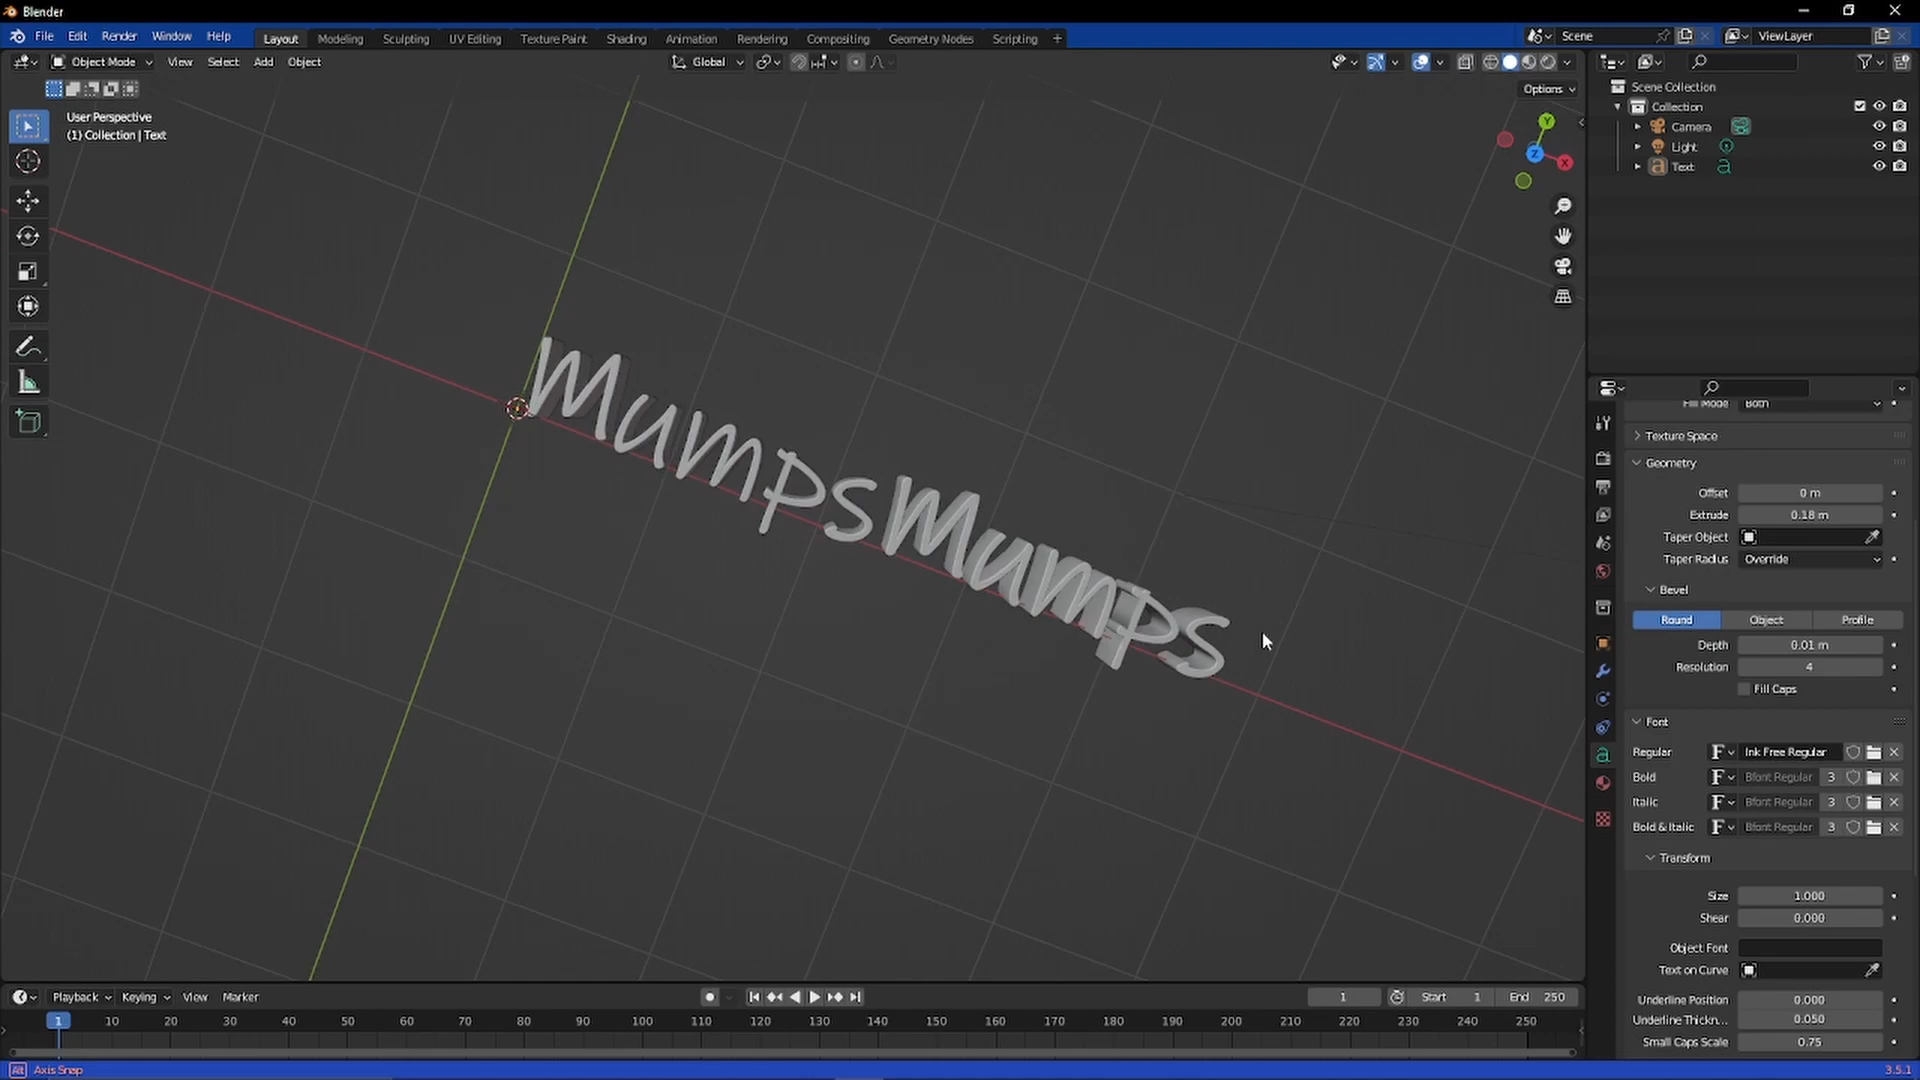 Blender
File Edit Render Window Help Layout Modeling Sculpting UV Editing Texture Paint Shading Animation Rendering Compositing Geometry Nodes Scripting + Scene ViewLayer
Object Mode View Select Add Object Global
Options
User Perspective
(1) Collection | Text
Y
Z
X
Scene Collection
Collection
Camera
Light
Text
MumpsMumps
Fill Mode Both
Texture Space
Geometry
Offset 0 m
Extrude 0.18 m
Taper Object
Taper Radius Override
Bevel
Round Object Profile
Depth 0.01 m
Resolution 4
Fill Caps
Font
Regular F Ink Free Regular
Bold F Bfont Regular 3
Italic F Bfont Regular 3
Bold & Italic F Bfont Regular 3
Transform
Size 1.000
Shear 0.000
Object Font
Text on Curve
Underline Position 0.000
Underline Thickn... 0.050
Small Caps Scale 0.75
Playback Keying View Marker 1 Start 1 End 250
1 10 20 30 40 50 60 70 80 90 100 110 120 130 140 150 160 170 180 190 200 210 220 230 240 250
Alt Axis Snap 3.5.1